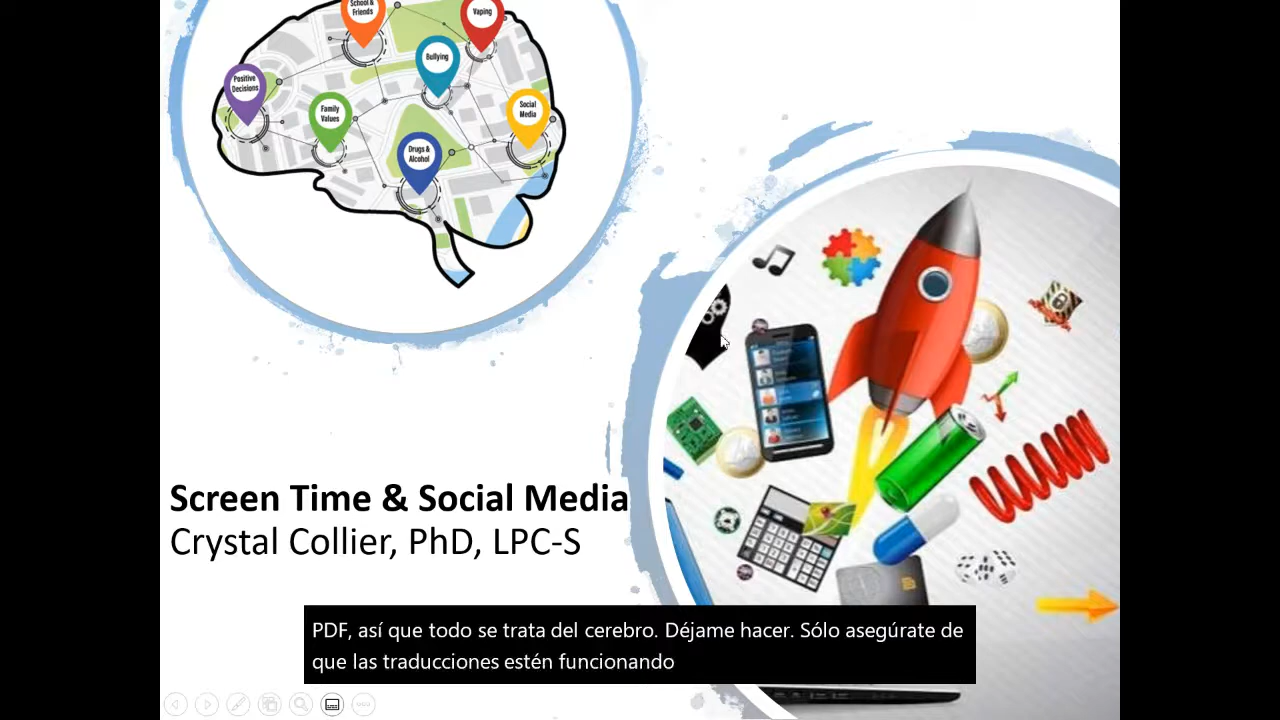 School &
Friends
Vaping
Bullying
Positive
Decisions
Family
Values
Social
Media
Drugs &
Alcohol
Screen Time & Social Media
Crystal Collier, PhD, LPC-S
PDF, así que todo se trata del cerebro. Déjame hacer. Sólo asegúrate de
que las traducciones estén funcionando